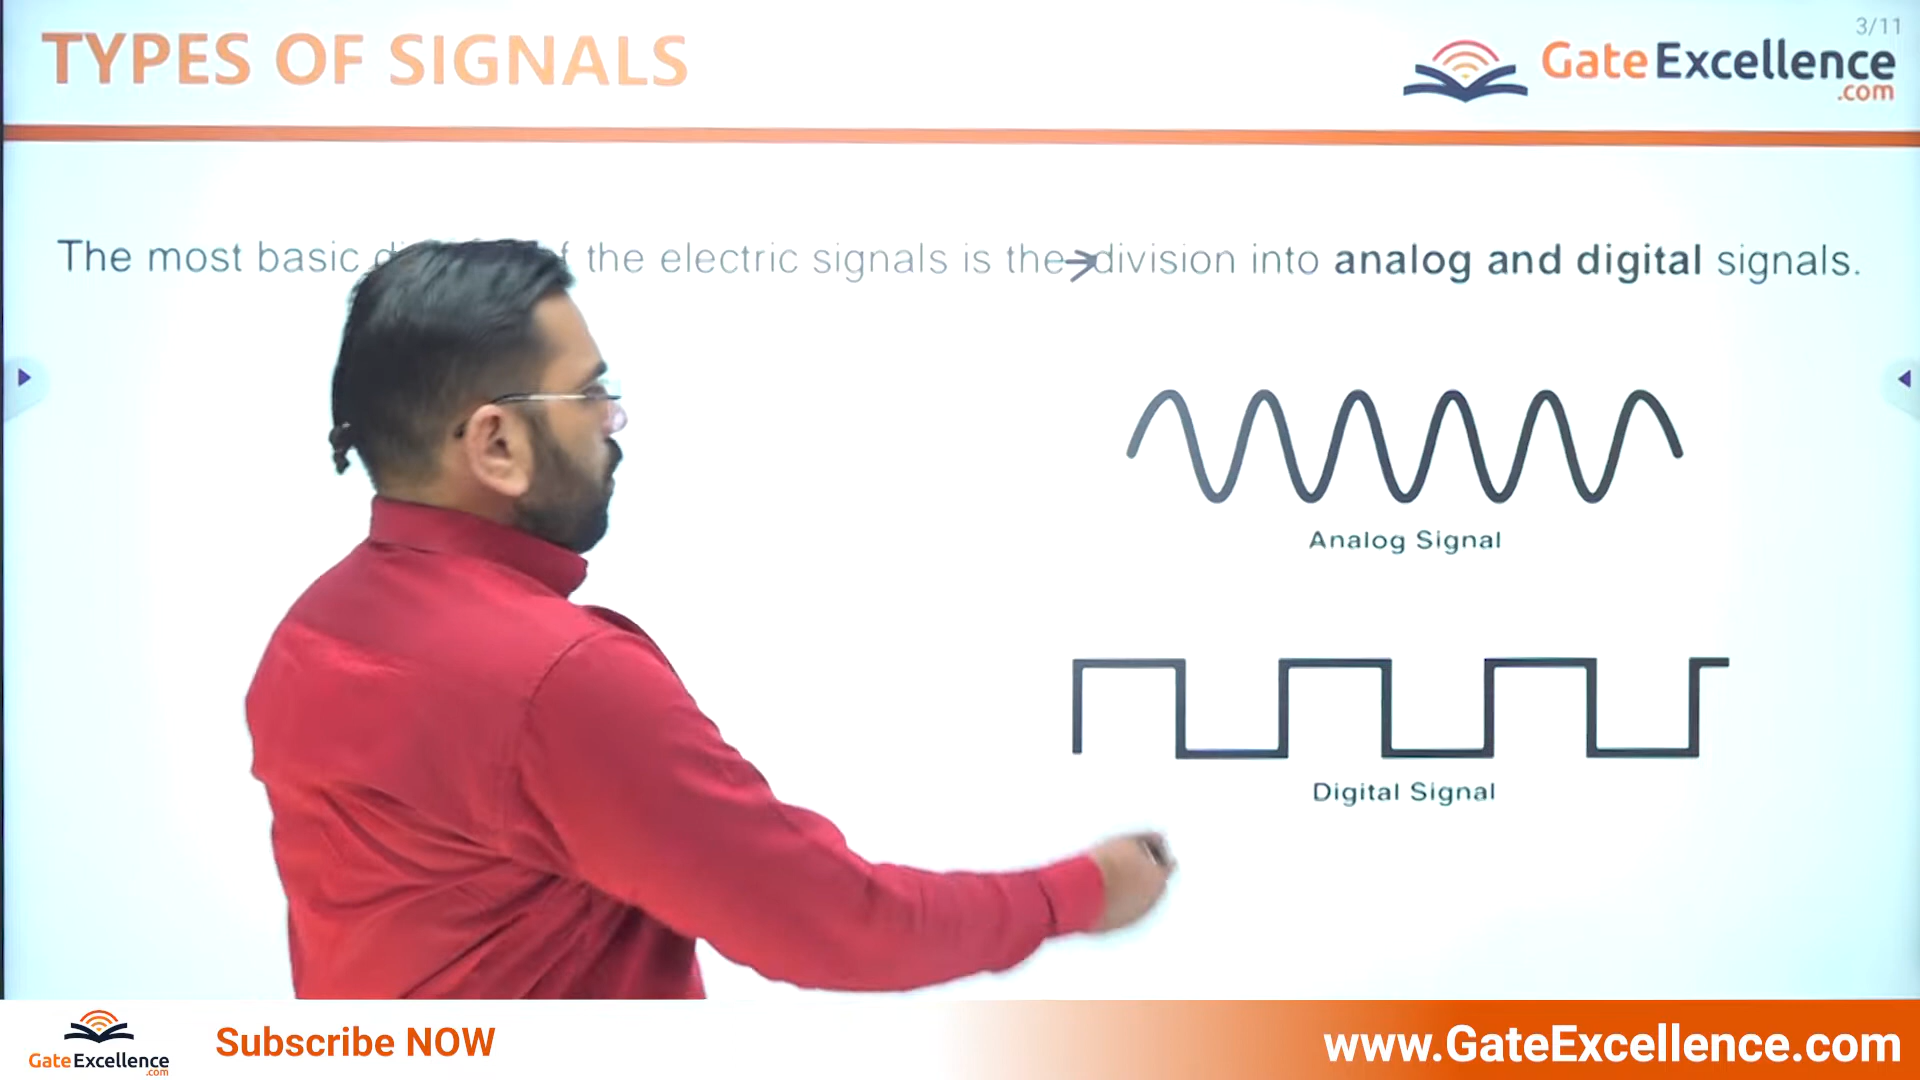 3/11
TYPES OF SIGNALS
GateExcellence
.com
The most basic the electric signals is the division into analog and digital signals.
Analog Signal
Digital Signal
GateExcellence
.com
Subscribe NOW
www.GateExcellence.com